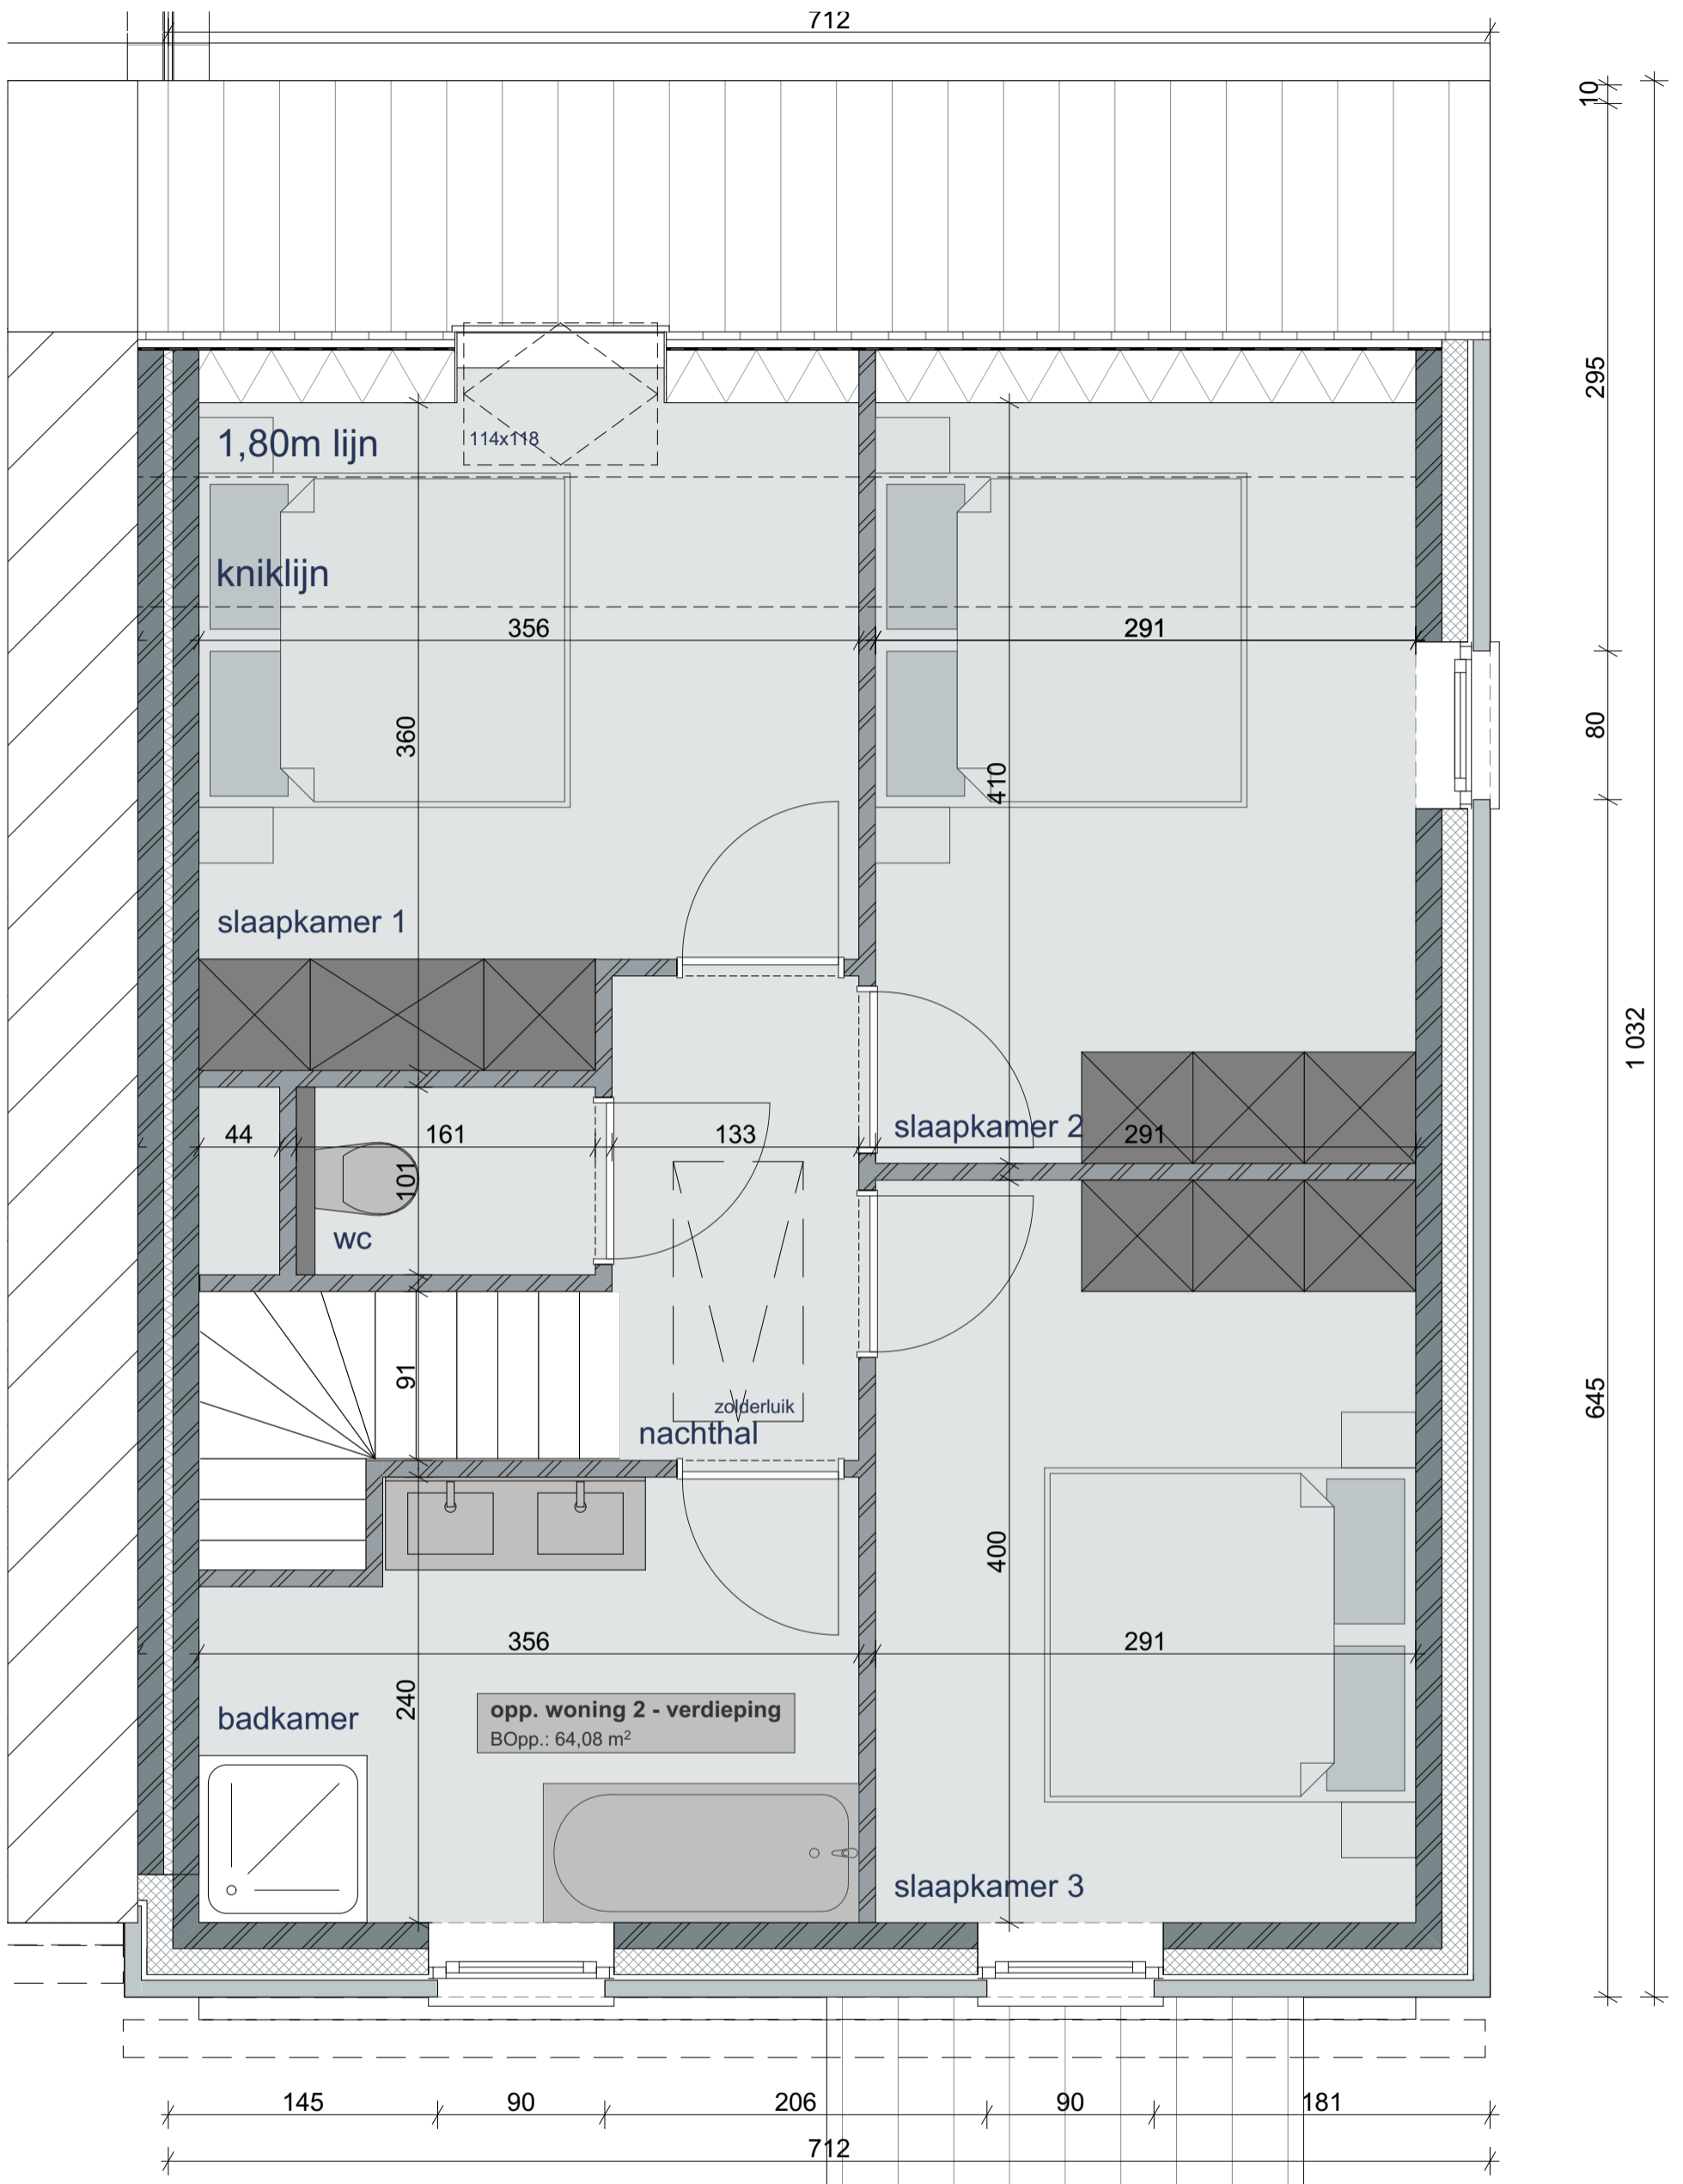 712
10
295
114x118
1,80m lijn
kniklijn
356
291
360
410
80
slaapkamer 1
1 032
44
161
133
slaapkamer 2
291
101
wc
91
zolderluik
nachthal
645
400
356
291
240
badkamer
opp. woning 2 - verdieping
BOpp.: 64,08 m²
slaapkamer 3
145
90
206
90
181
712